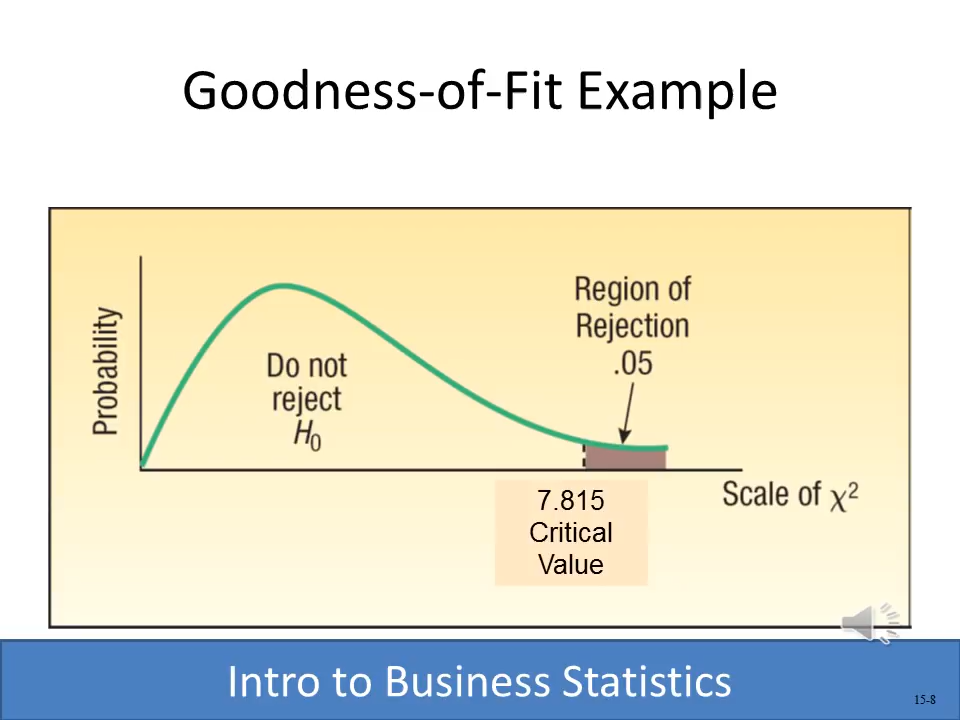 Goodness-of-Fit Example
Probability
Do not
reject
H₀
Region of
Rejection
.05
7.815
Critical
Value
Scale of χ²
Intro to Business Statistics
15-8